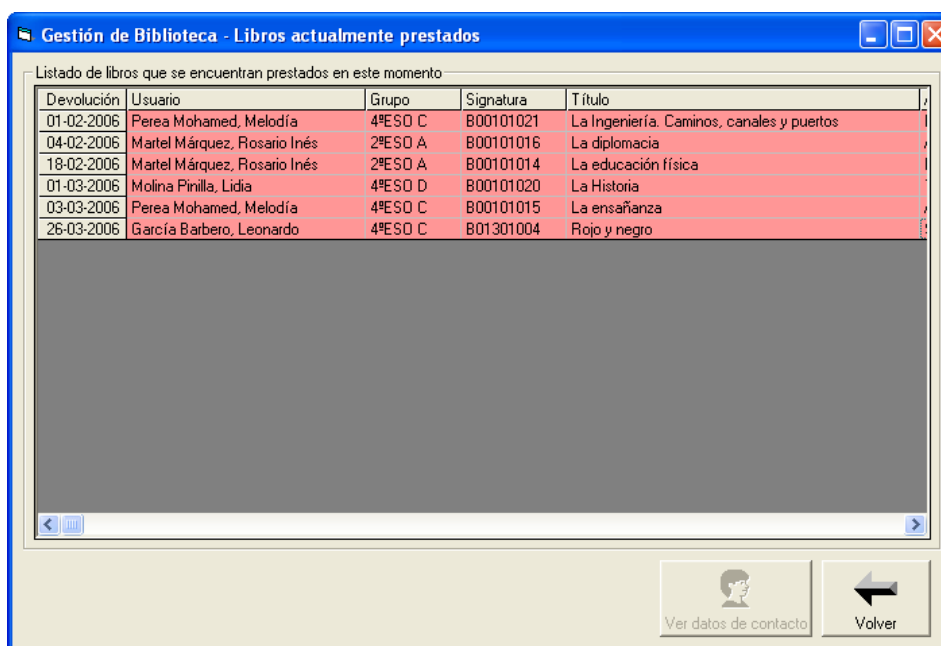 Gestión de Biblioteca - Libros actualmente prestados
Listado de libros que se encuentran prestados en este momento
Devolución Usuario Grupo Signatura Título
01-02-2006 Perea Mohamed, Melodía 4ºESO C B00101021 La Ingeniería. Caminos, canales y puertos
04-02-2006 Martel Márquez, Rosario Inés 2ºESO A B00101016 La diplomacia
18-02-2006 Martel Márquez, Rosario Inés 2ºESO A B00101014 La educación física
01-03-2006 Molina Pinilla, Lidia 4ºESO D B00101020 La Historia
03-03-2006 Perea Mohamed, Melodía 4ºESO C B00101015 La ensañanza
26-03-2006 García Barbero, Leonardo 4ºESO C B01301004 Rojo y negro
Ver datos de contacto
Volver